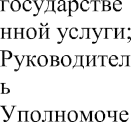 государстве
нной услуги;
Руководител
ь
Уполномоче